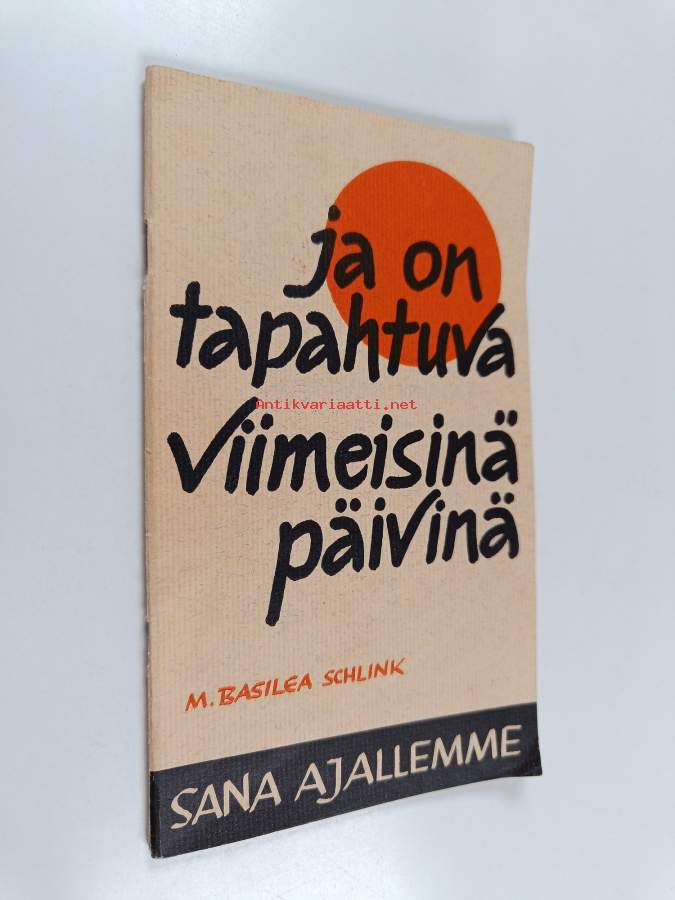 ja on
tapahtuva
Antikvariaatti.net
viimeisinä
päivinä
M. BASILEA SCHLINK
SANA AJALLEMME